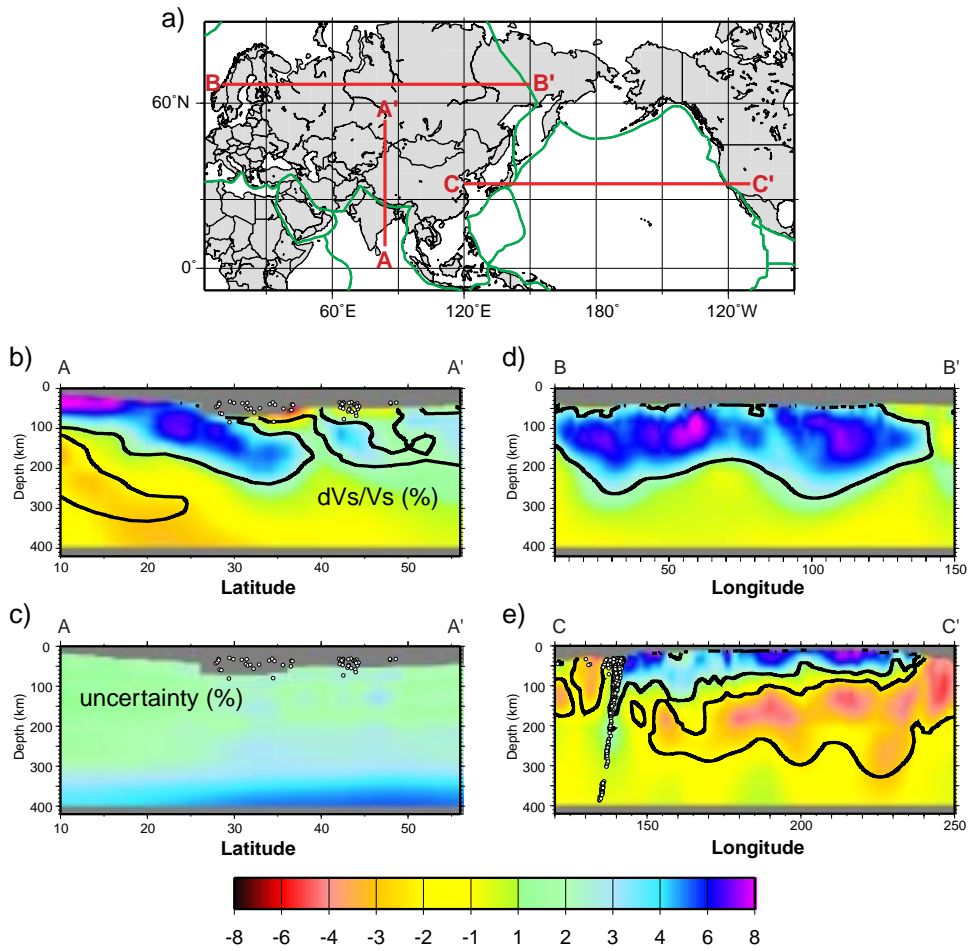 a)
B
B'
60˚N
A'
C
C'
A
0˚
60˚E
120˚E
180˚
120˚W
b)
A
A'
0
100
200
300
400
Depth (km)
dVs/Vs (%)
10
20
30
40
50
Latitude
d)
B
B'
0
100
200
300
400
Depth (km)
50
100
150
Longitude
c)
A
A'
0
100
200
300
400
Depth (km)
uncertainty (%)
10
20
30
40
50
Latitude
e)
C
C'
0
100
200
300
400
Depth (km)
150
200
250
Longitude
-8 -6 -4 -3 -2 -1 1 2 3 4 6 8